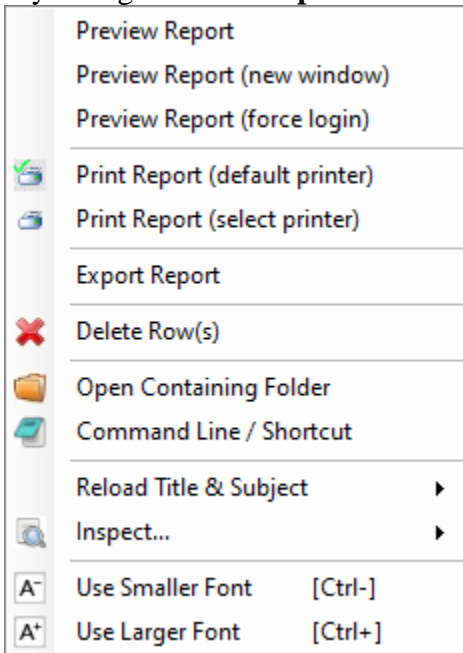 Preview Report
Preview Report (new window)
Preview Report (force login)
Print Report (default printer)
Print Report (select printer)
Export Report
Delete Row(s)
Open Containing Folder
Command Line / Shortcut
Reload Title & Subject
Inspect...
A- Use Smaller Font [Ctrl-]
A+ Use Larger Font [Ctrl+]